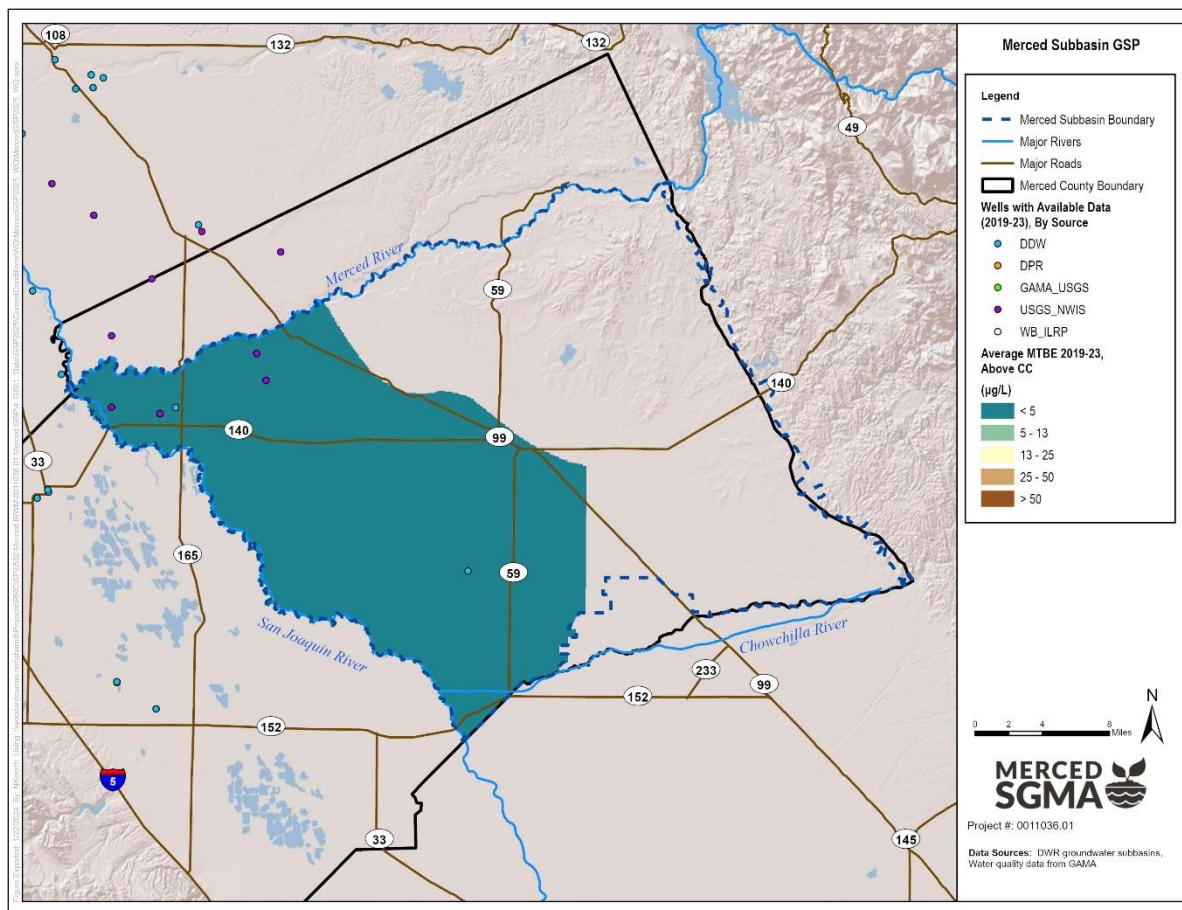 108
132
132
49
Merced River
59
140
99
140
33
165
59
San Joaquin River
Chowchilla River
233
99
152
152
5
33
145
Merced Subbasin GSP
Legend
Merced Subbasin Boundary
Major Rivers
Major Roads
Merced County Boundary
Wells with Available Data
(2019-23), By Source
DDW
DPR
GAMA_USGS
USGS_NWIS
WB_ILRP
Average MTBE 2019-23,
Above CC
(µg/L)
< 5
5 - 13
13 - 25
25 - 50
> 50
N
0 2 4 8
Miles
MERCED
SGMA
Project #: 0011036.01
Data Sources: DWR groundwater subbasins,
Water quality data from GAMA